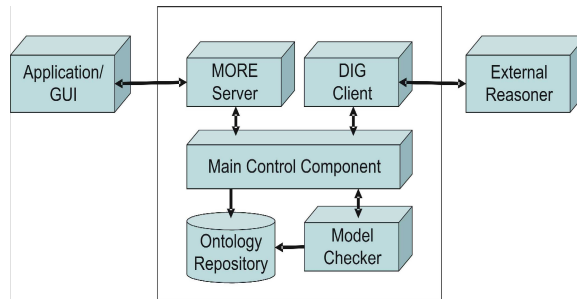 Application/
GUI
MORE
Server
DIG
Client
External
Reasoner
Main Control Component
Ontology
Repository
Model
Checker